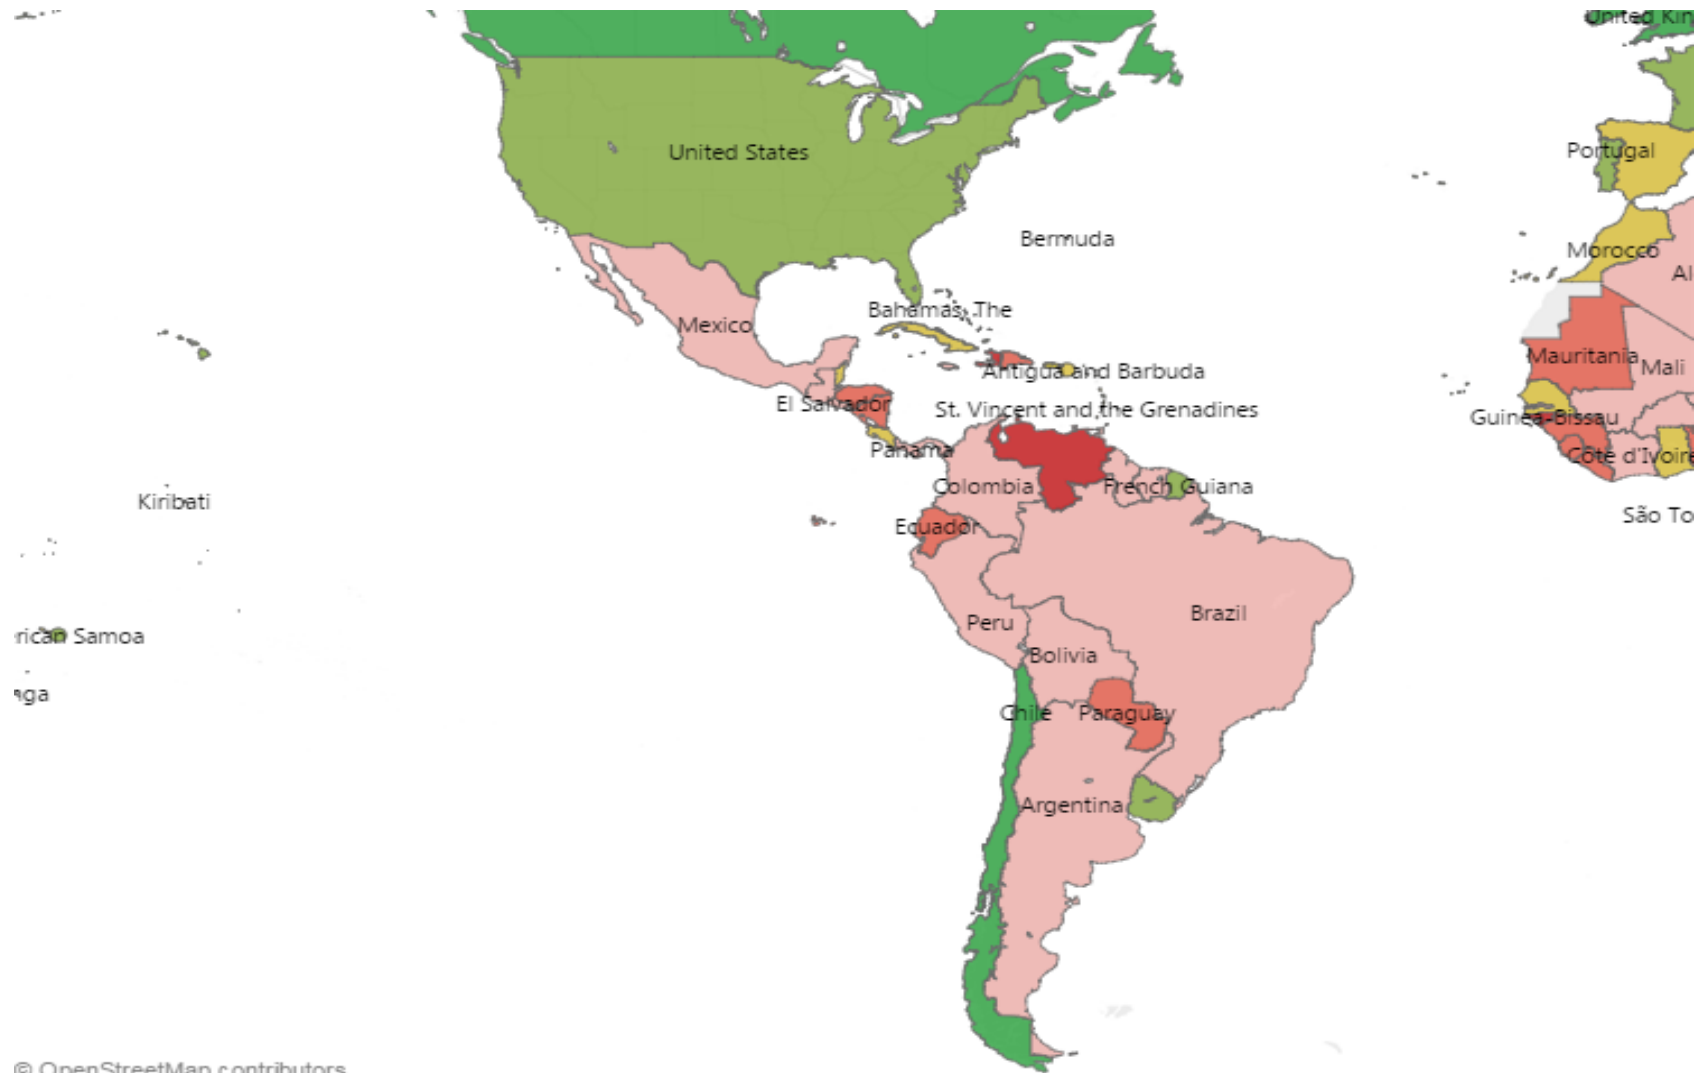 United Kin
United States
Portugal
Bermuda
Morocco
Al
Bahamas, The
Mexico
Mauritania
Mali
Antigua and Barbuda
El Salvador
St. Vincent and the Grenadines
Guinea-Bissau
Panama
Côte d'Ivoire
Colombia
French Guiana
Kiribati
São To
Ecuador
Brazil
Peru
rican Samoa
Bolivia
nga
Chile
Paraguay
Argentina
© OpenStreetMap contributors